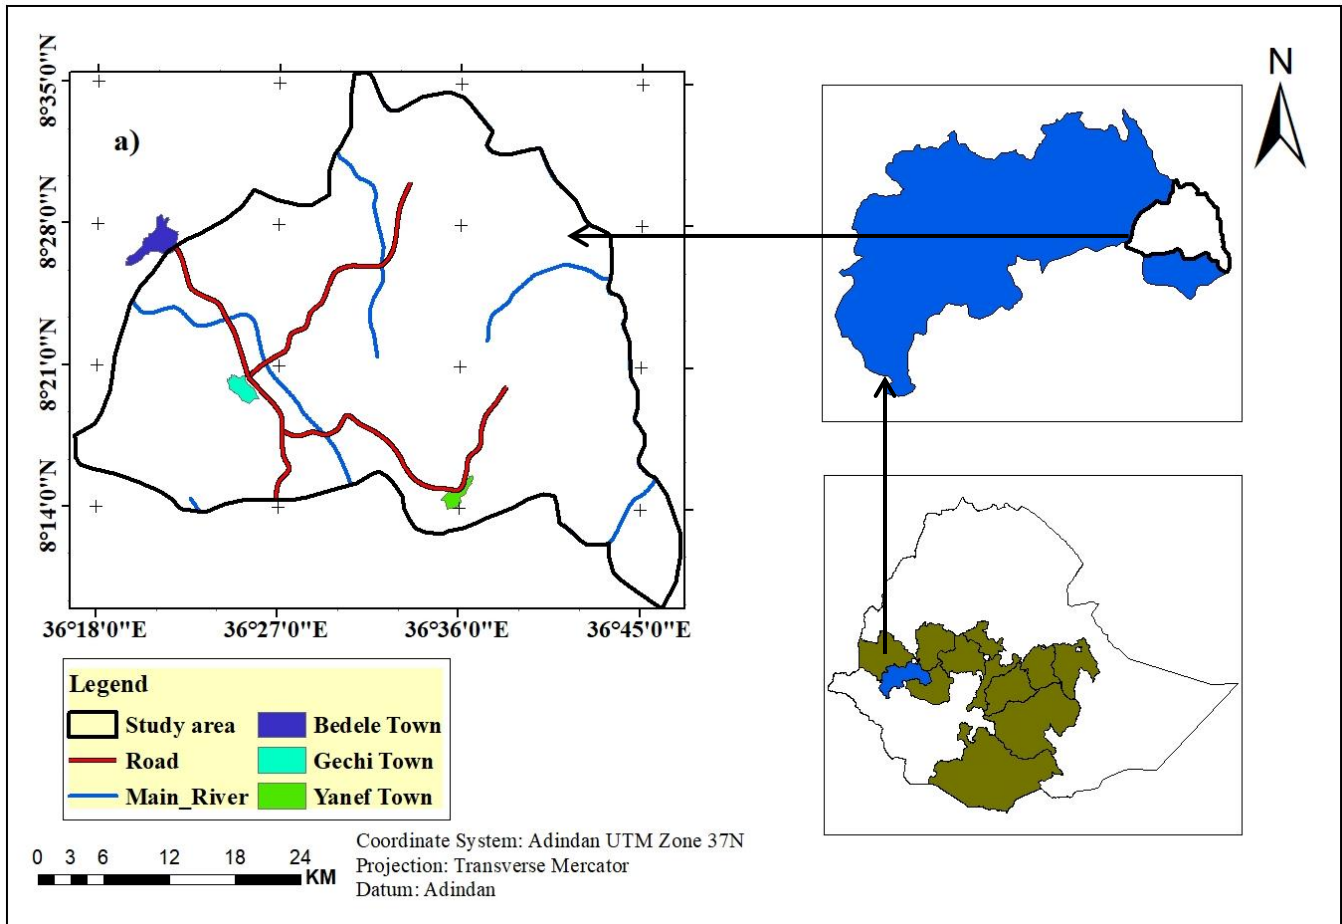 a)
N
8°35'0"N
8°28'0"N
8°21'0"N
8°14'0"N
36°18'0"E 36°27'0"E 36°36'0"E 36°45'0"E
Legend
Study area
Road
Main_River
Bedele Town
Gechi Town
Yanef Town
0 3 6 12 18 24
KM
Coordinate System: Adindan UTM Zone 37N
Projection: Transverse Mercator
Datum: Adindan